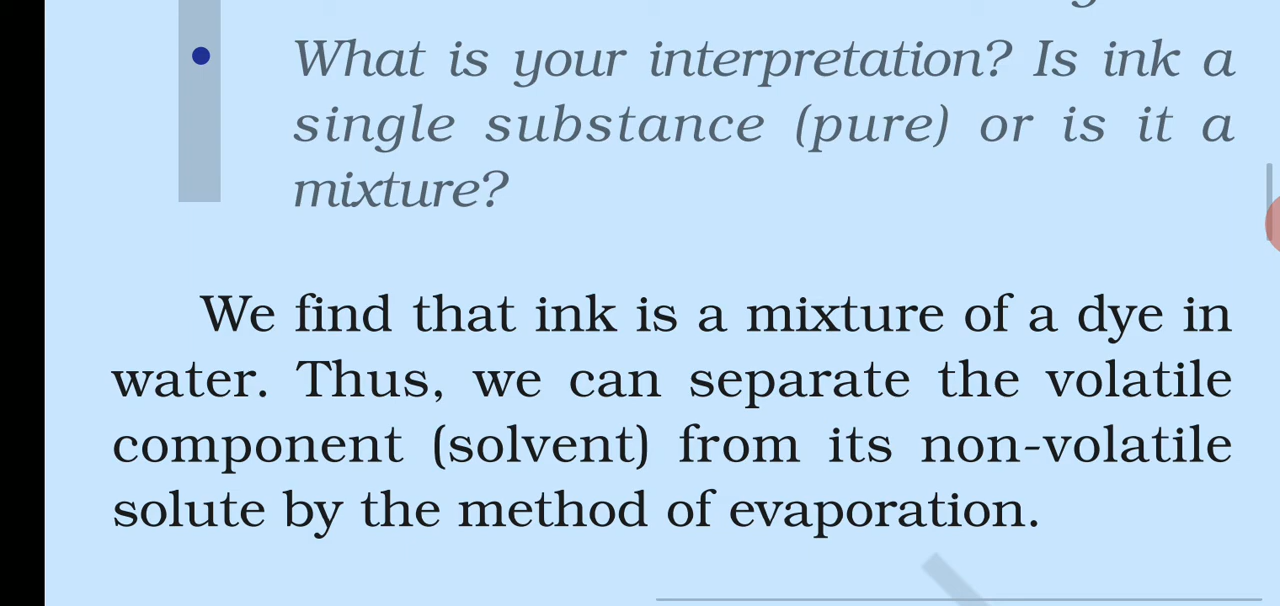 • What is your interpretation? Is ink a
single substance (pure) or is it a
mixture?
We find that ink is a mixture of a dye in
water. Thus, we can separate the volatile
component (solvent) from its non-volatile
solute by the method of evaporation.